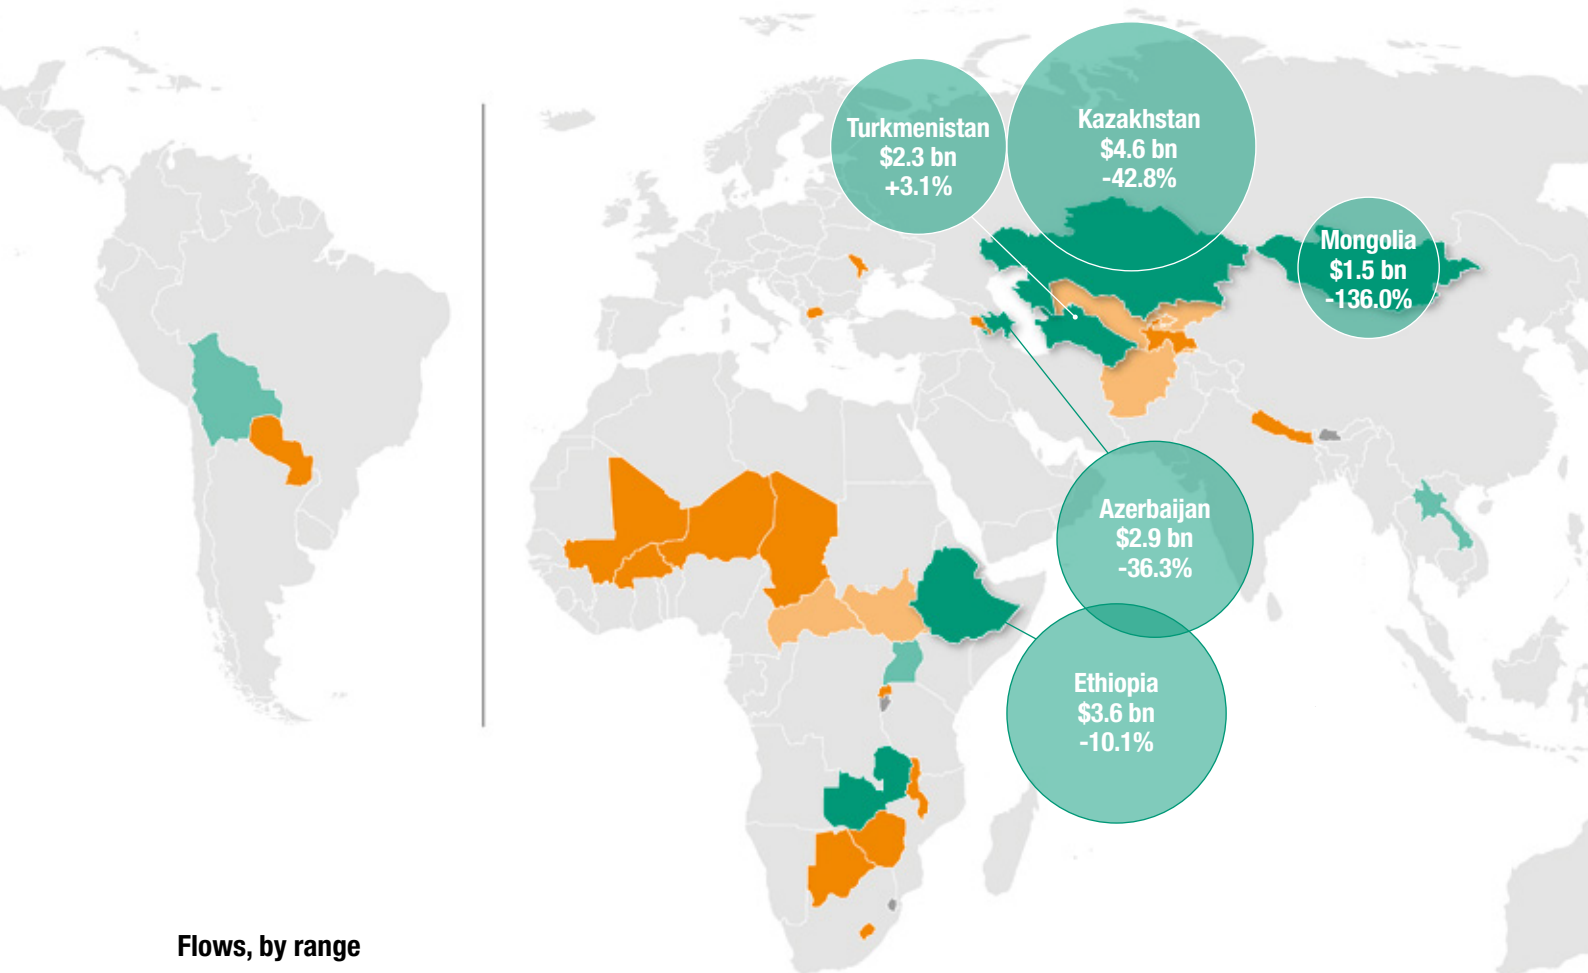 Turkmenistan
$2.3 bn
+3.1%
Kazakhstan
$4.6 bn
-42.8%
Mongolia
$1.5 bn
-136.0%
Azerbaijan
$2.9 bn
-36.3%
Ethiopia
$3.6 bn
-10.1%
Flows, by range